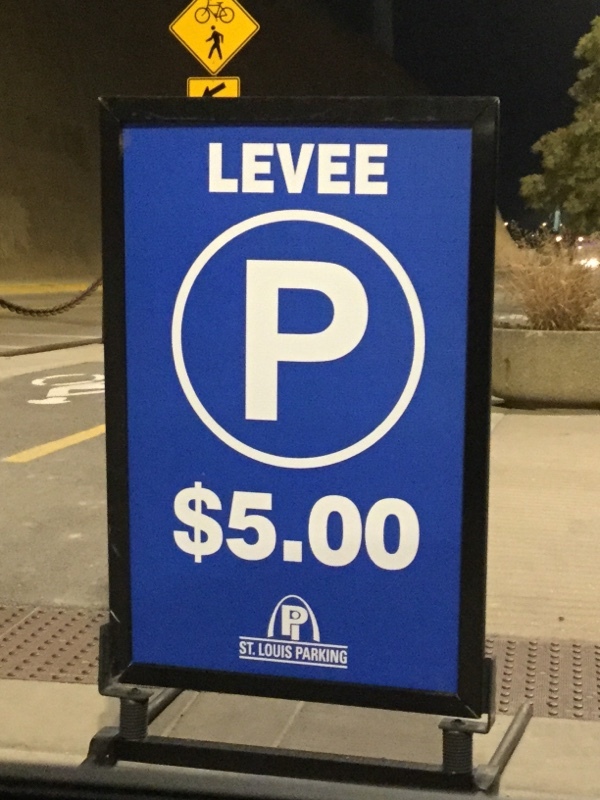 LEVEE
P
$5.00
P
ST. LOUIS PARKING